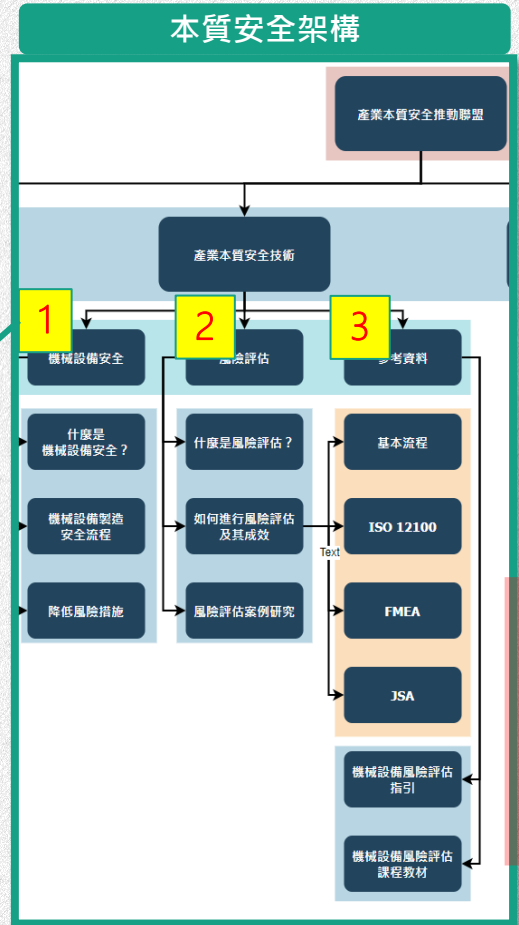 本質安全架構
產業本質安全推動聯盟
產業本質安全技術
1
2
3
機械設備安全
風險評估
參考資料
什麼是
機械設備安全？
什麼是風險評估？
基本流程
機械設備製造
安全流程
如何進行風險評估
及其成效
ISO 12100
Text
降低風險措施
風險評估案例研究
FMEA
JSA
機械設備風險評估
指引
機械設備風險評估
課程教材